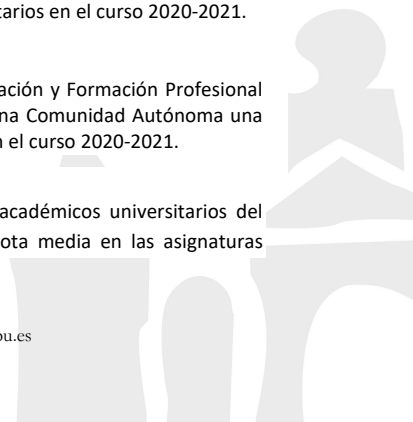 tarios en el curso 2020-2021.
ación y Formación Profesional
na Comunidad Autónoma una
n el curso 2020-2021.
académicos universitarios del
ota media en las asignaturas
ou.es